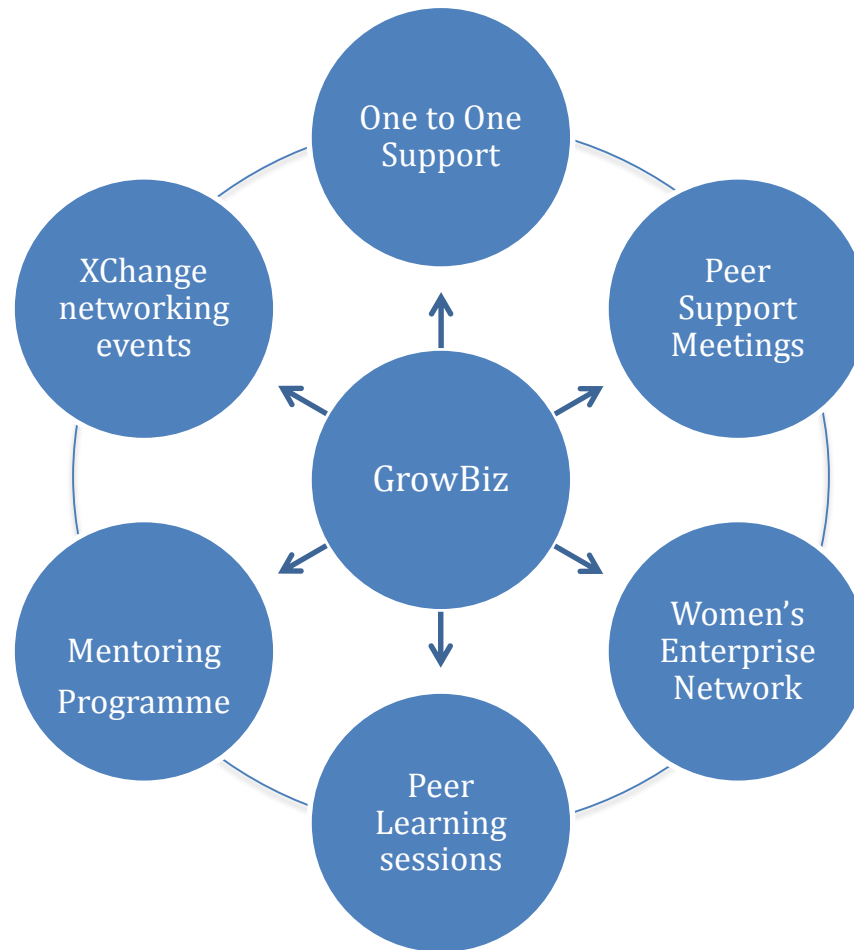 One to One
Support
XChange
networking
events
Peer
Support
Meetings
GrowBiz
Mentoring
Programme
Women’s
Enterprise
Network
Peer
Learning
sessions